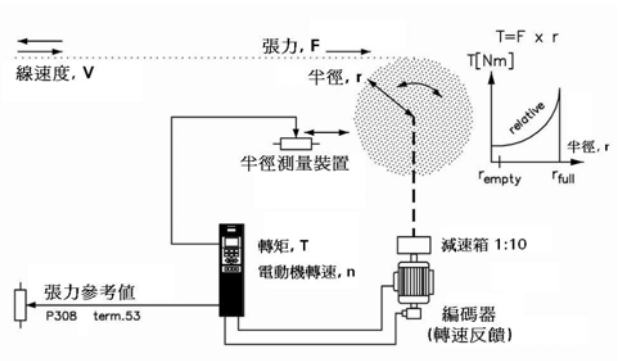 T=F x r
張力, F
T[Nm]
線速度, V
半徑, r
relative
半徑, r
半徑測量裝置
r empty
r full
轉矩, T
減速箱 1:10
電動機轉速, n
張力參考值
P308 term.53
編碼器
(轉速反饋)